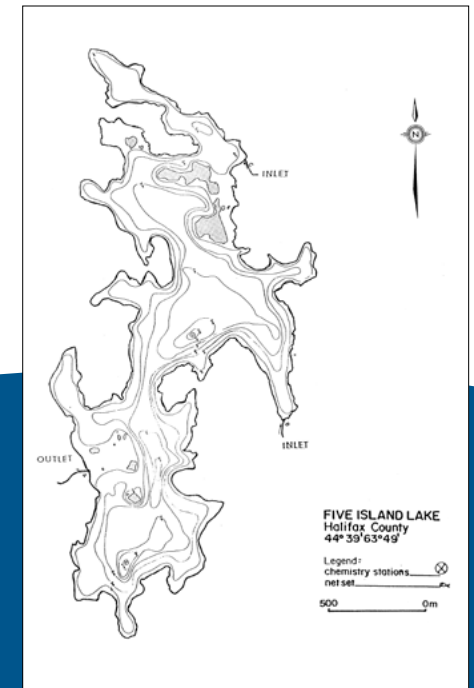 N
INLET
INLET
OUTLET
FIVE ISLAND LAKE
Halifax County
44° 39' 63° 49'
Legend:
chemistry stations
net set
500 0m